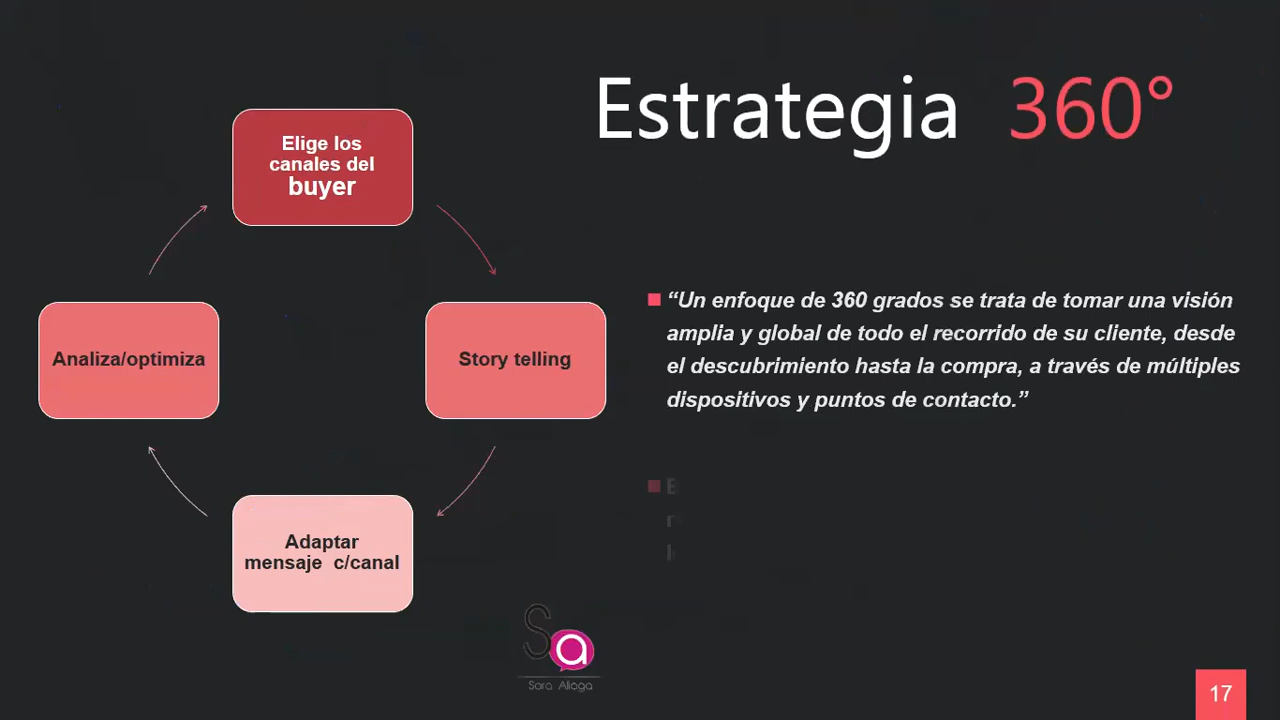 Estrategia 360°
Elige los
canales del
buyer
Story telling
Adaptar
mensaje c/canal
Analiza/optimiza
“Un enfoque de 360 grados se trata de tomar una visión
amplia y global de todo el recorrido de su cliente, desde
el descubrimiento hasta la compra, a través de múltiples
dispositivos y puntos de contacto.”
Sa
Sara Aliaga
17